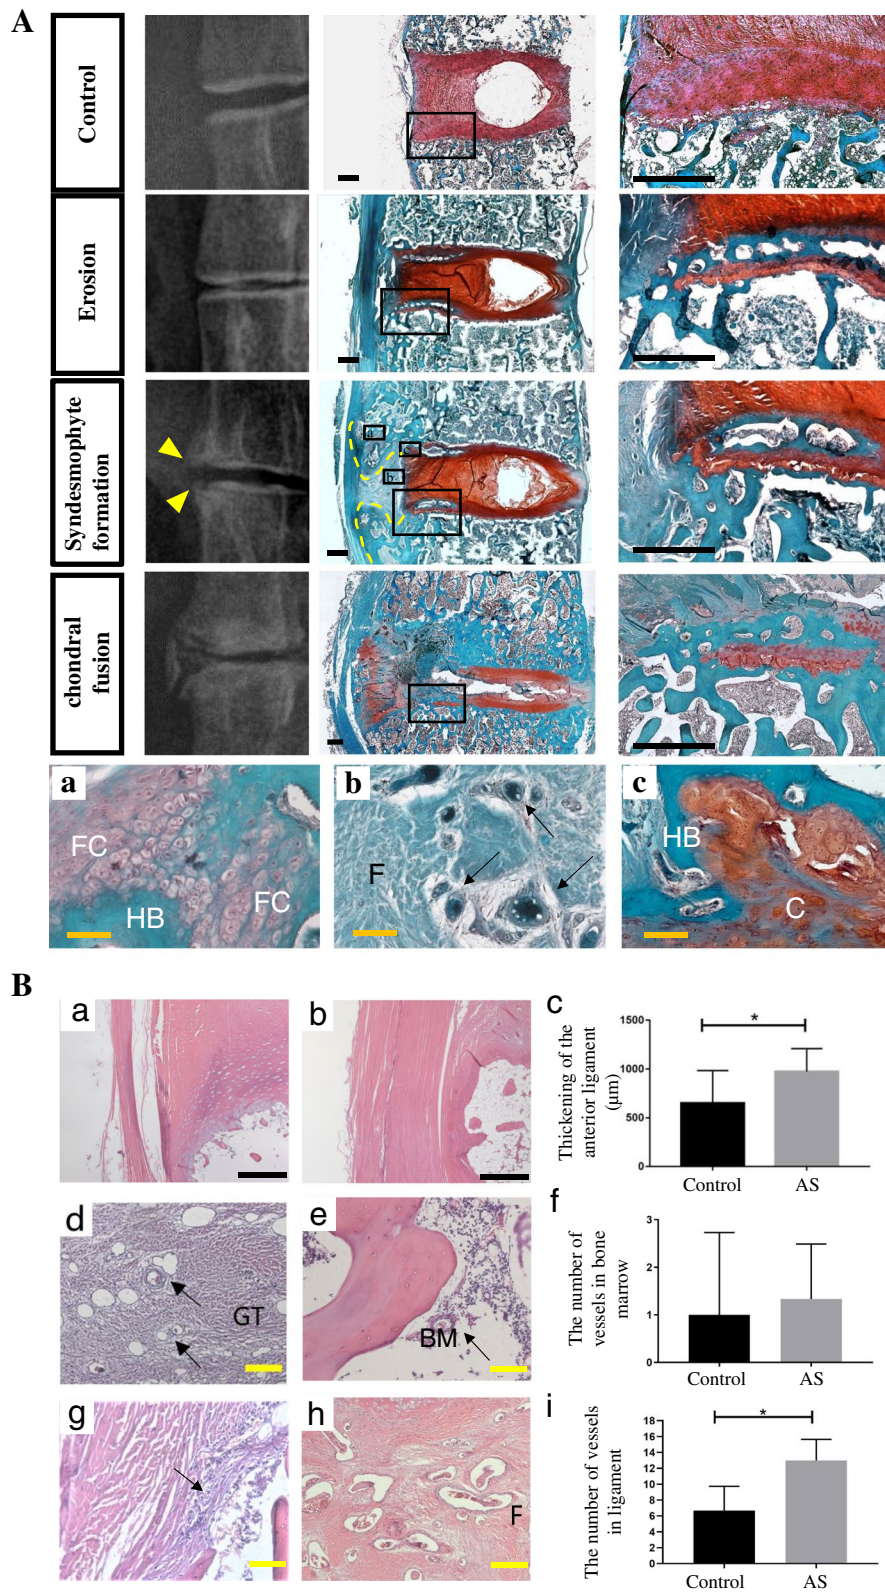 A
Control
Erosion
Syndesmophyte
formation
a
b
c
chondral
fusion
a
FC
HB
FC
b
F
c
HB
C
B
a
b
c
Thickening of the
anterior ligament
(μm)
1500
1000
500
0
*
Control
AS
d
GT
e
BM
f
The number of
vessels in bone
marrow
3
2
1
0
Control
AS
g
h
F
i
The number of vessels
in ligament
18
16
14
12
10
8
6
4
2
0
*
Control
AS